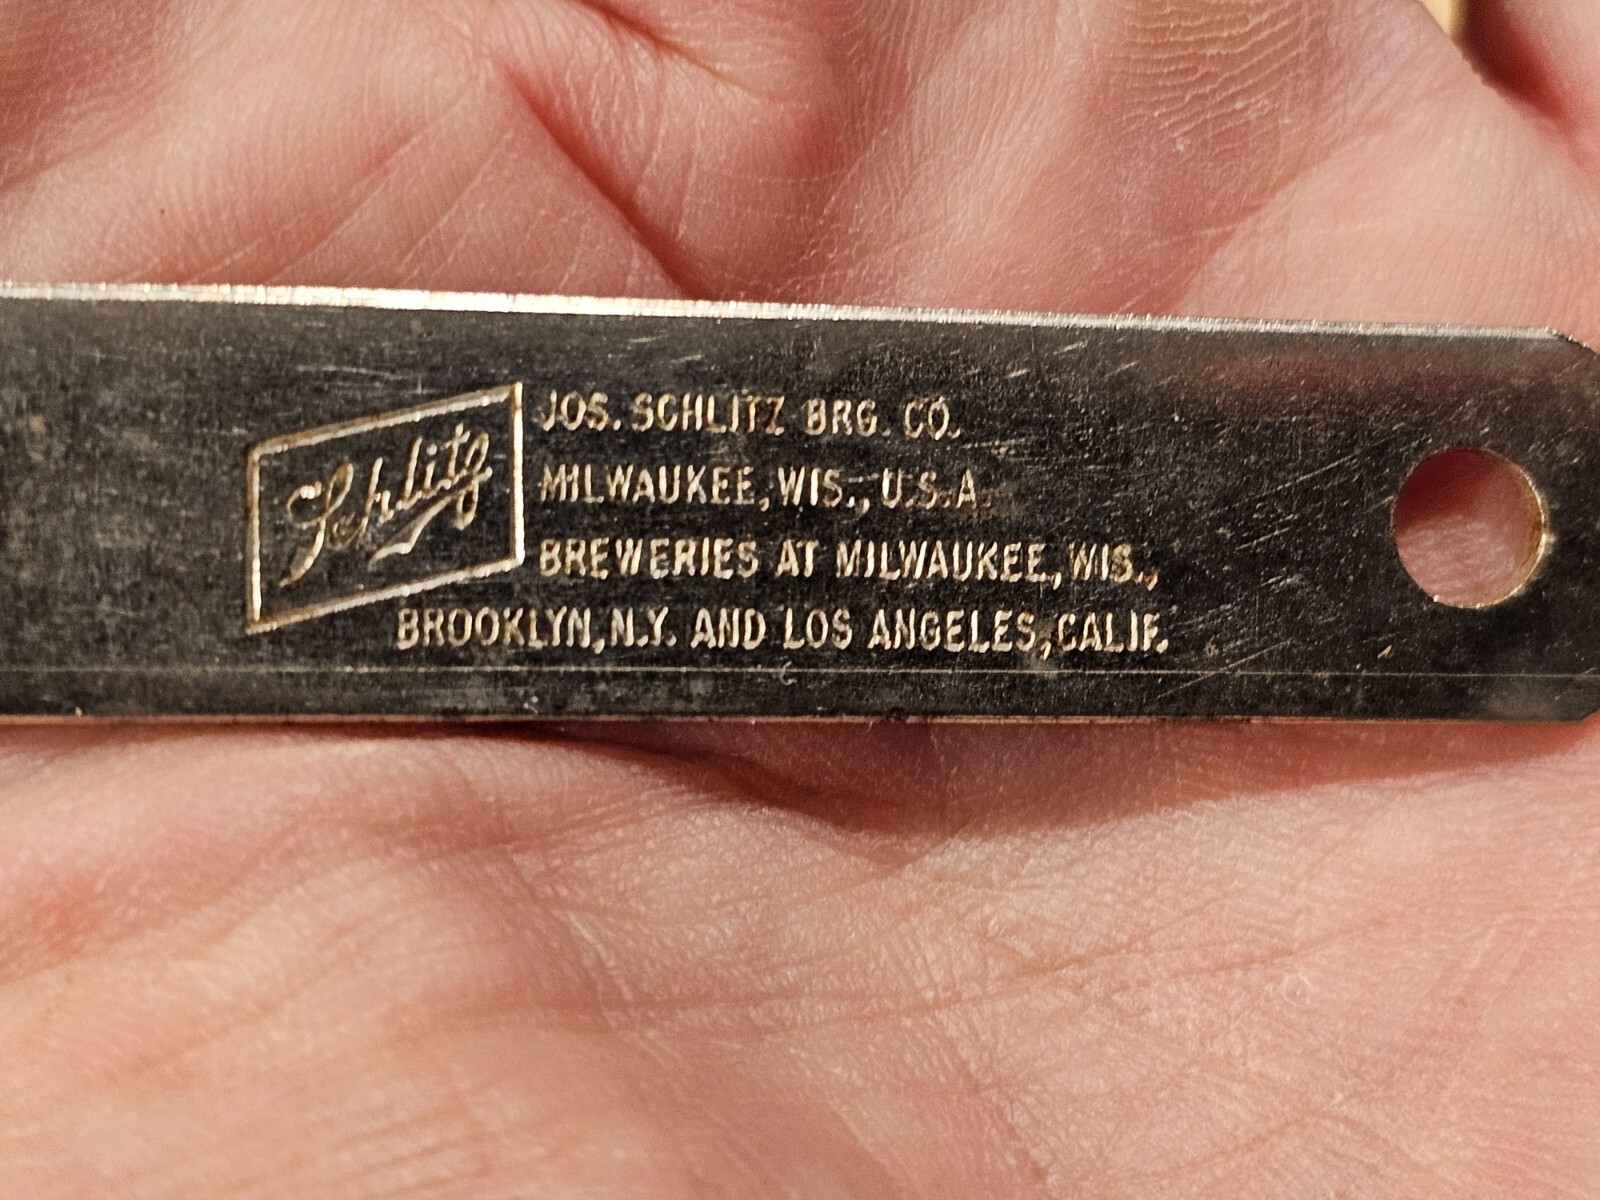 Schlitz
JOS. SCHLITZ BRG. CO.
MILWAUKEE, WIS., U.S.A.
BREWERIES AT MILWAUKEE, WIS.,
BROOKLYN, N.Y. AND LOS ANGELES, CALIF.